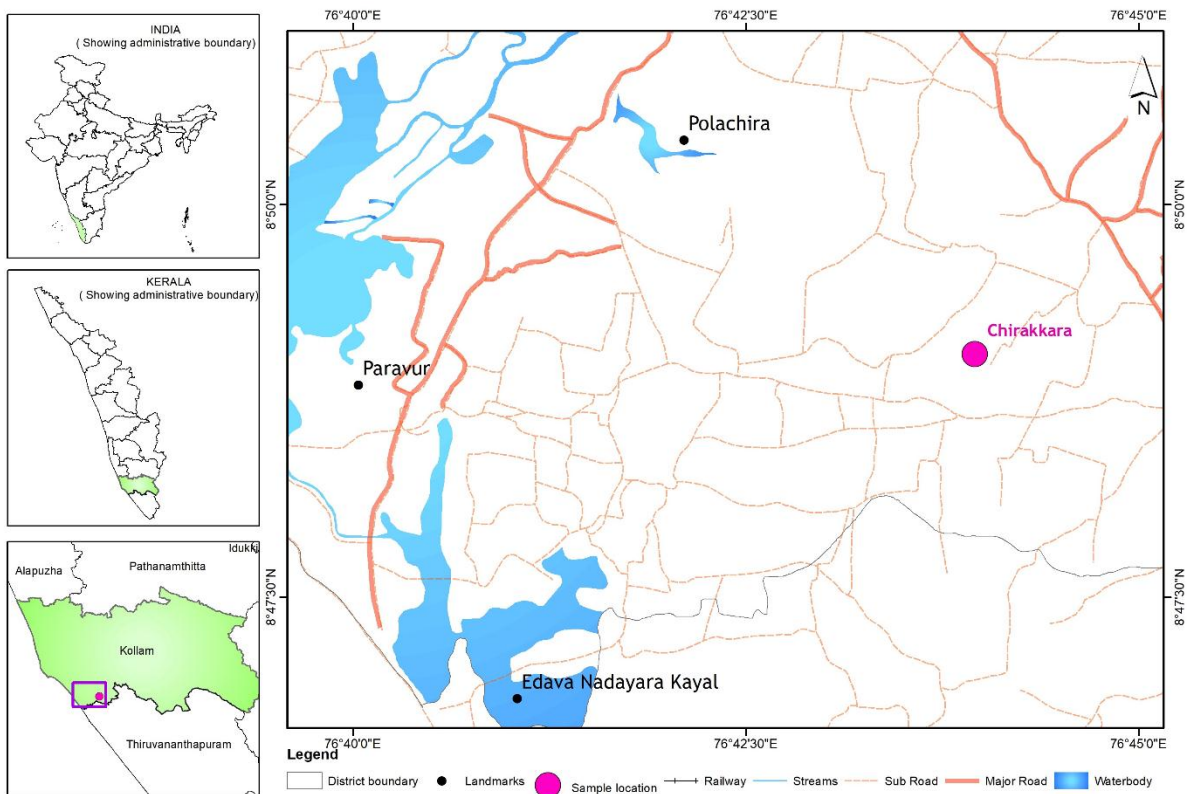 INDIA
( Showing administrative boundary)
KERALA
( Showing administrative boundary)
Idukki
Alapuzha
Pathanamthitta
Kollam
Thiruvananthapuram
76°40'0"E
76°42'30"E
76°45'0"E
N
Polachira
8°50'0"N
8°50'0"N
Chirakkara
Paravur
8°47'30"N
8°47'30"N
Edava Nadayara Kayal
76°40'0"E
76°42'30"E
76°45'0"E
Legend
District boundary
Landmarks
Sample location
Railway
Streams
Sub Road
Major Road
Waterbody